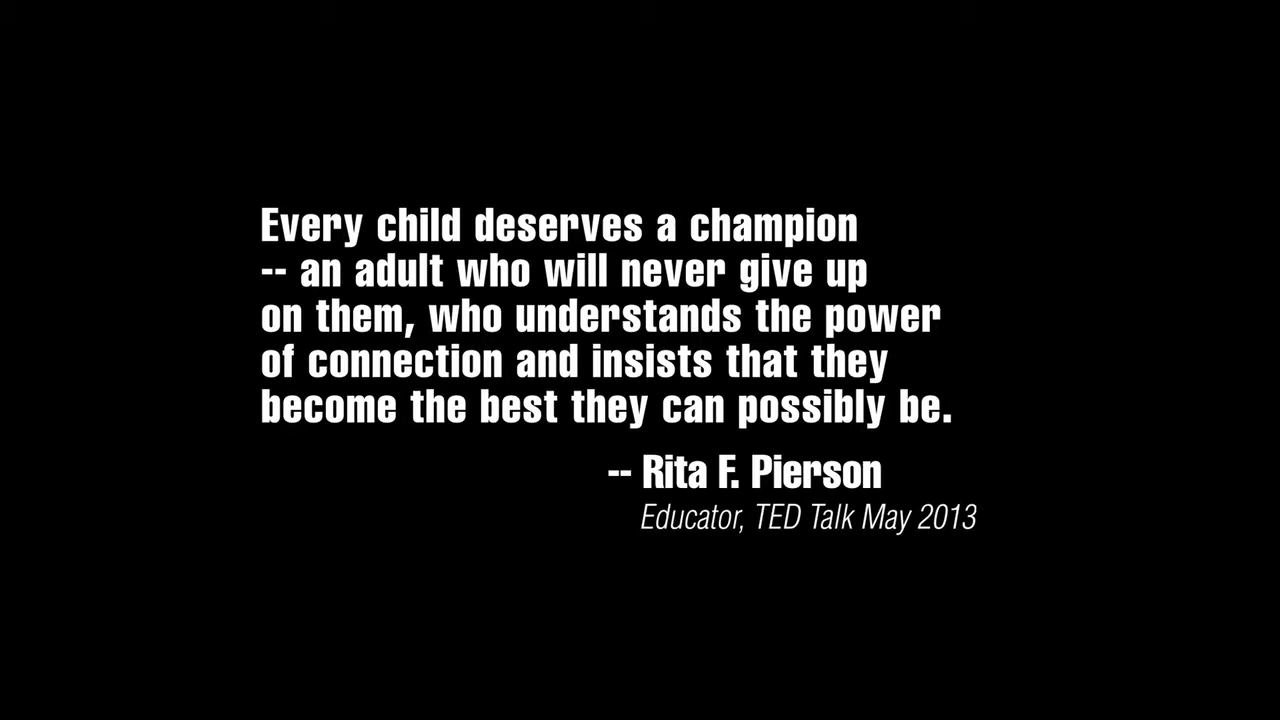 Every child deserves a champion
-- an adult who will never give up
on them, who understands the power
of connection and insists that they
become the best they can possibly be.
-- Rita F. Pierson
Educator, TED Talk May 2013